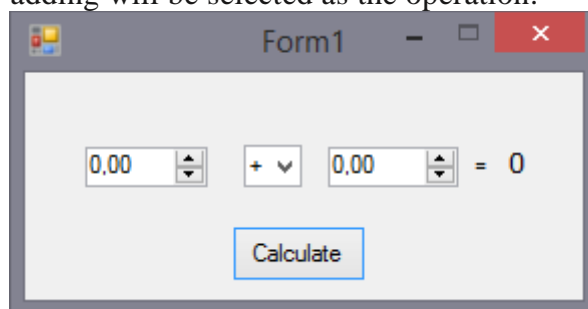 adding will be selected as the operation.
Form1
0,00 + 0,00 = 0
Calculate